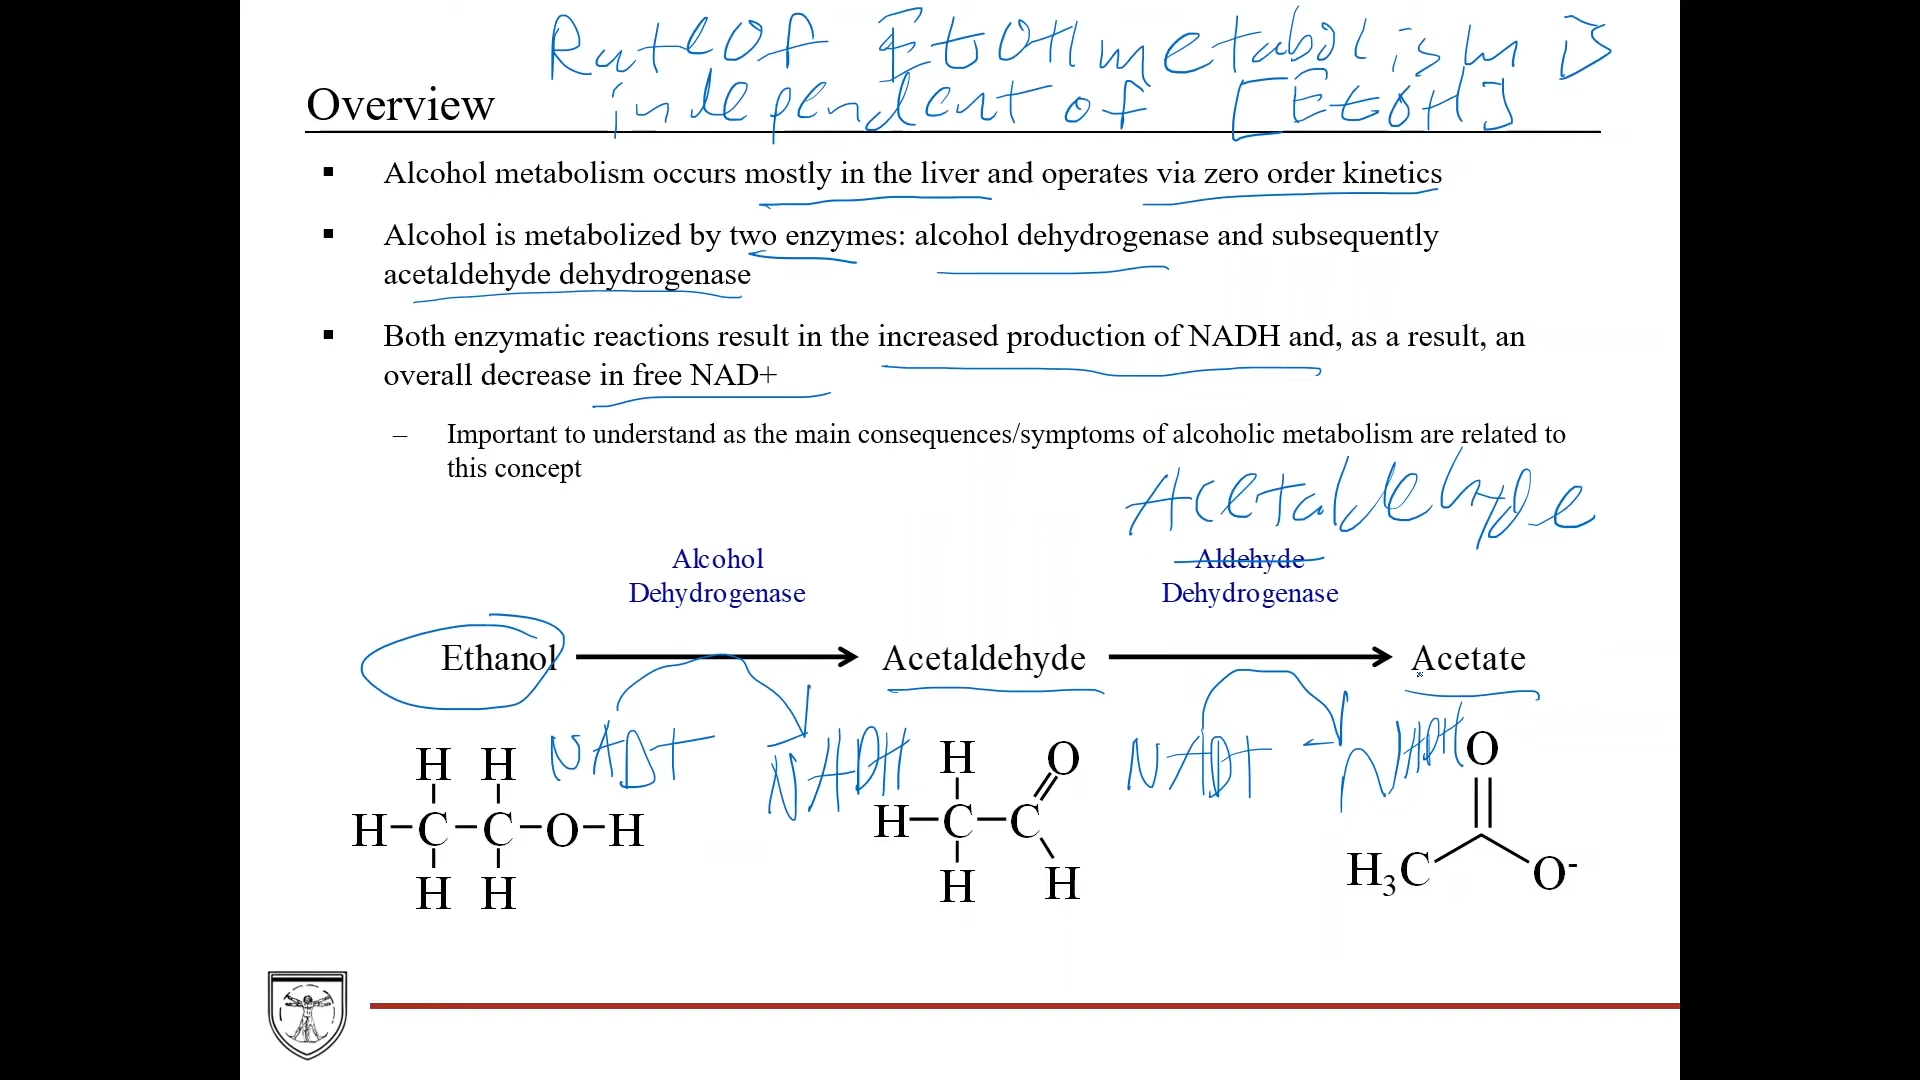 Rate Of EtOH metabolism is
independent of [EtOH]
Overview
▪ Alcohol metabolism occurs mostly in the liver and operates via zero order kinetics
▪ Alcohol is metabolized by two enzymes: alcohol dehydrogenase and subsequently
acetaldehyde dehydrogenase
▪ Both enzymatic reactions result in the increased production of NADH and, as a result, an
overall decrease in free NAD+
– Important to understand as the main consequences/symptoms of alcoholic metabolism are related to
this concept
Acetaldehyde
Alcohol
Dehydrogenase
Aldehyde
Dehydrogenase
Ethanol Acetaldehyde Acetate
NAD+ NADH NAD+ NADH
H H
H–C–C–O–H
H H
H O
H–C–C
H H
O
H3C O-